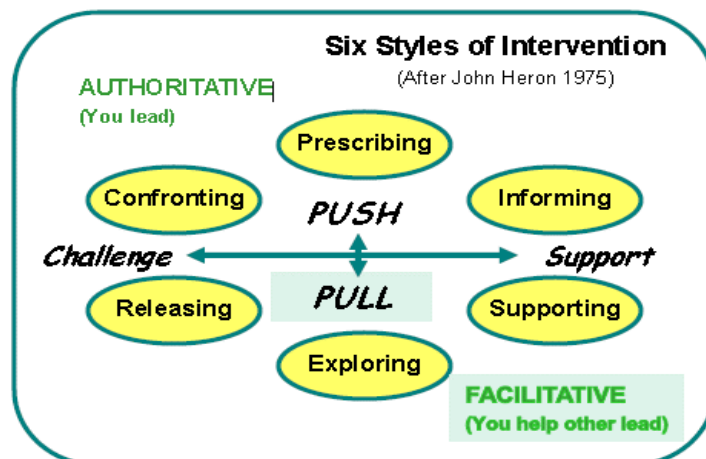 Six Styles of Intervention
(After John Heron 1975)
AUTHORITATIVE
(You lead)
Prescribing
Confronting
Informing
PUSH
Challenge
Support
Releasing
PULL
Supporting
Exploring
FACILITATIVE
(You help other lead)